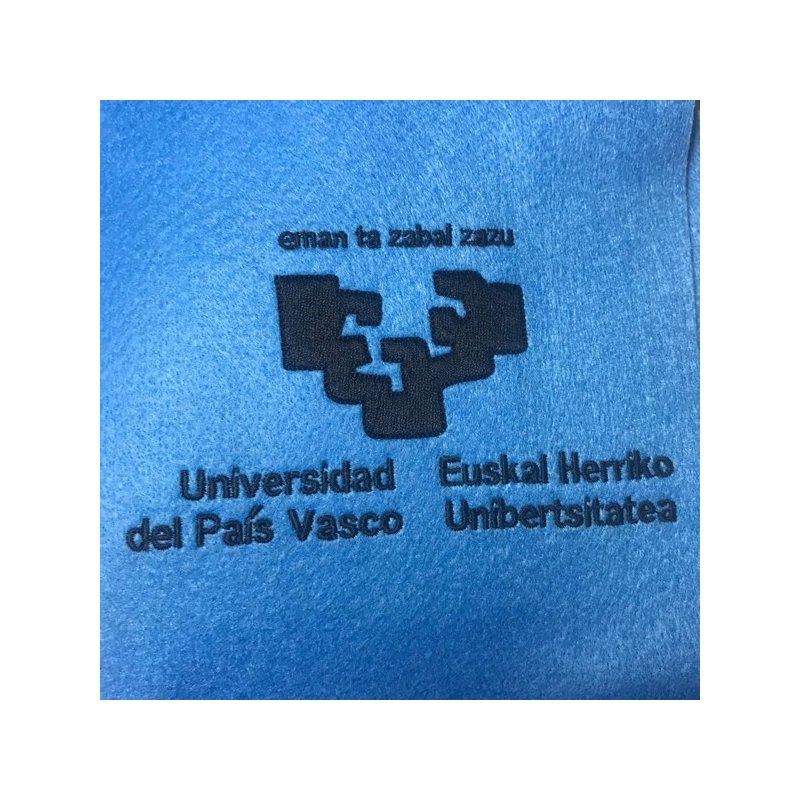 eman ta zabal zazu
Universidad
del País Vasco
Euskal Herriko
Unibertsitatea